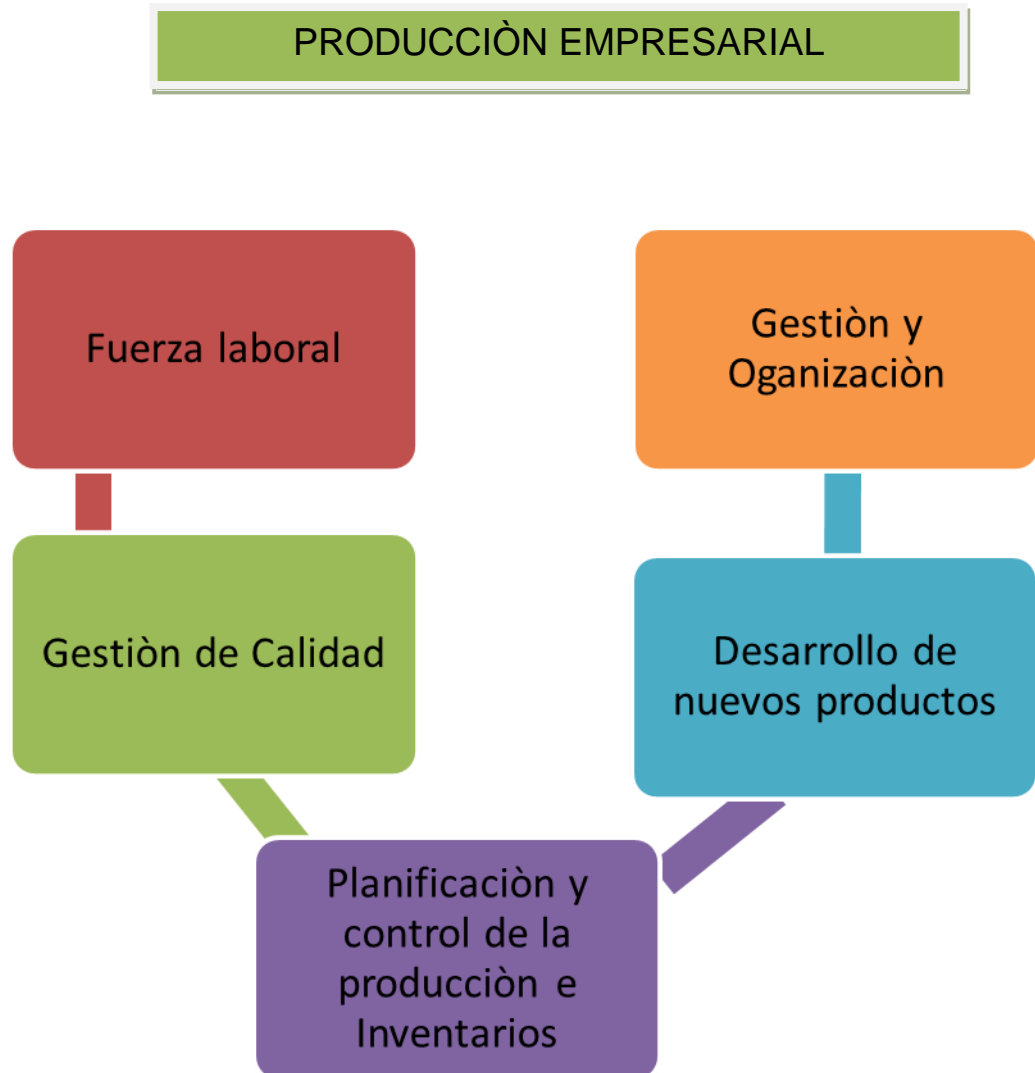 PRODUCCIÒN EMPRESARIAL
Fuerza laboral
Gestiòn y
Oganizaciòn
Gestiòn de Calidad
Desarrollo de
nuevos productos
Planificaciòn y
control de la
producciòn e
Inventarios